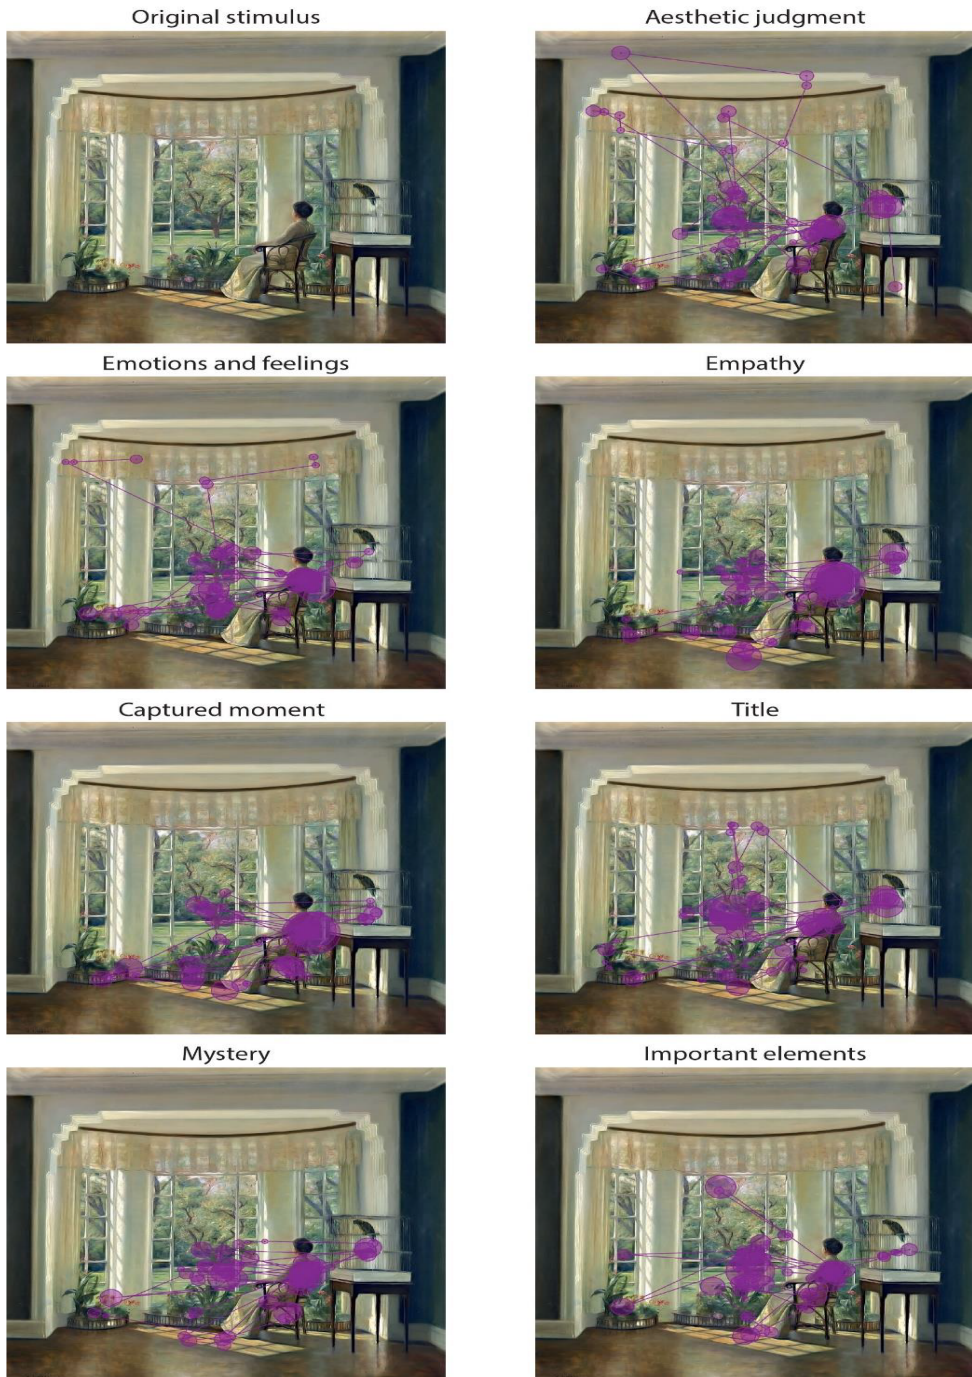 Original stimulus
Aesthetic judgment
Emotions and feelings
Empathy
Captured moment
Title
Mystery
Important elements